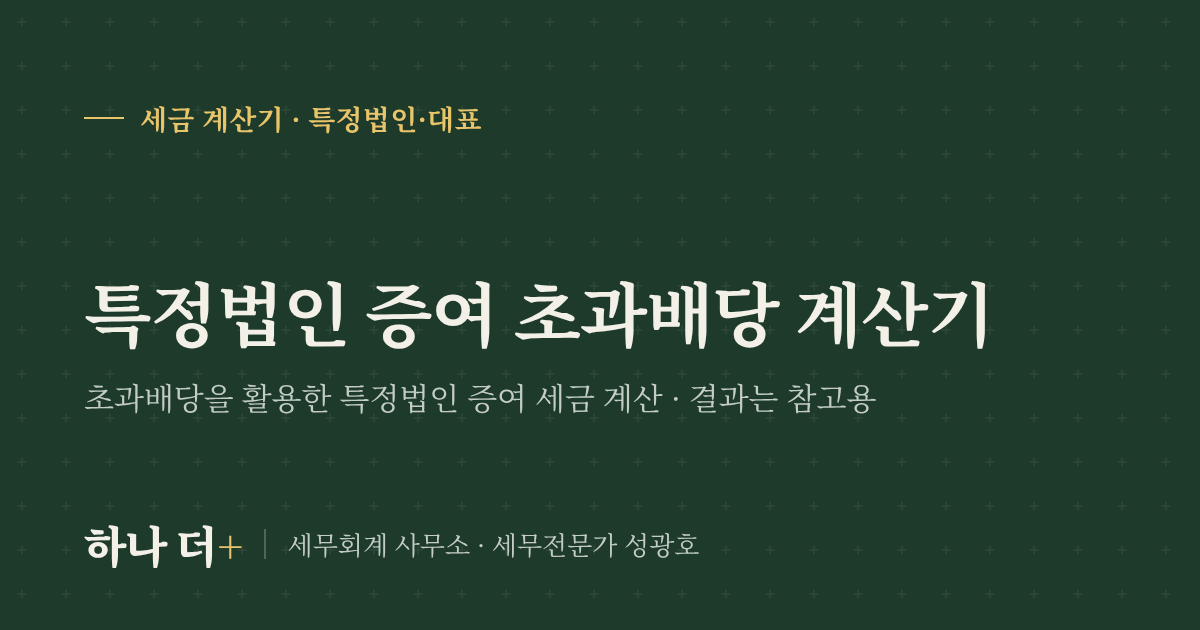 세금 계산기 · 특정법인·대표
특정법인 증여 초과배당 계산기
초과배당을 활용한 특정법인 증여 세금 계산 · 결과는 참고용
하나 더+ | 세무회계 사무소 · 세무전문가 성광호